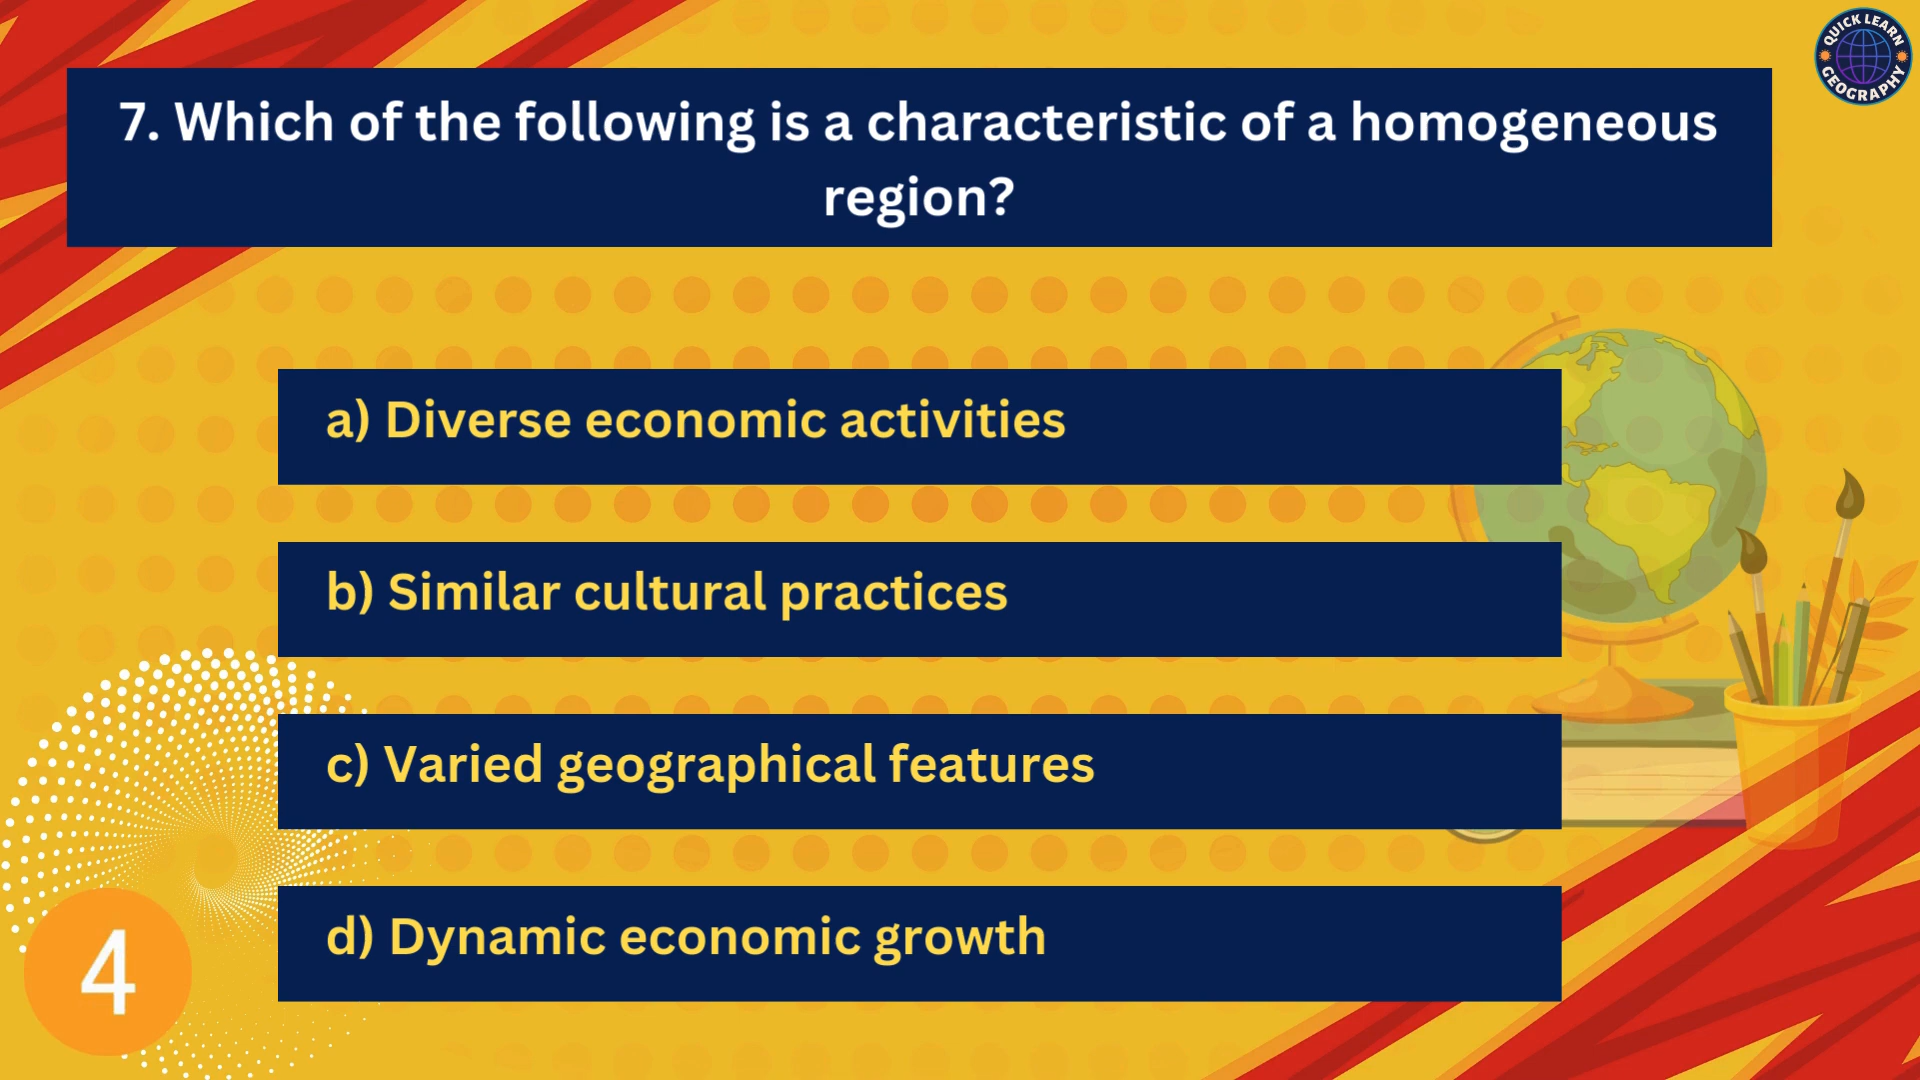 QUICK LEARN
GEOGRAPHY
7. Which of the following is a characteristic of a homogeneous
region?
a) Diverse economic activities
b) Similar cultural practices
c) Varied geographical features
d) Dynamic economic growth
4